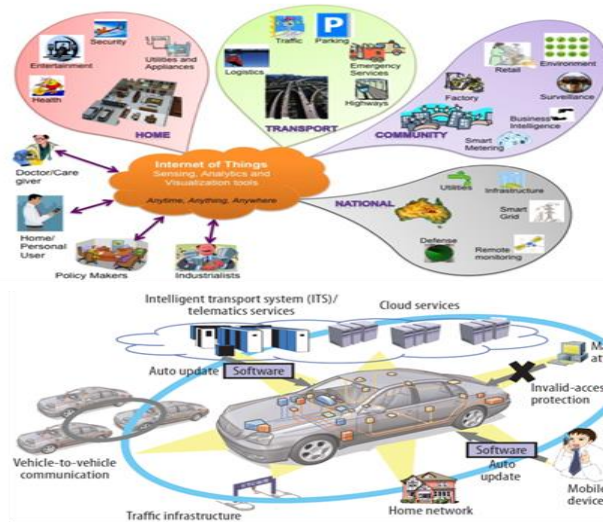 Security
Entertainment
Utilities and
Appliances
Health
HOME
Traffic
Parking
P
Logistics
Emergency
Services
Highways
TRANSPORT
Retail
Environment
Factory
Surveillance
Business
Intelligence
Smart
Metering
COMMUNITY
Internet of Things
Sensing, Analytics and
Visualization tools
Anytime, Anything, Anywhere
Doctor/Care
giver
Home/
Personal
User
Policy Makers
Industrialists
NATIONAL
Utilities
Infrastructure
Smart
Grid
Defense
Remote
monitoring
Intelligent transport system (ITS)/
telematics services
Cloud services
Auto update
Software
Invalid-acces
protection
Vehicle-to-vehicle
communication
Software
Auto
update
Traffic infrastructure
Home network
Mobil
devic